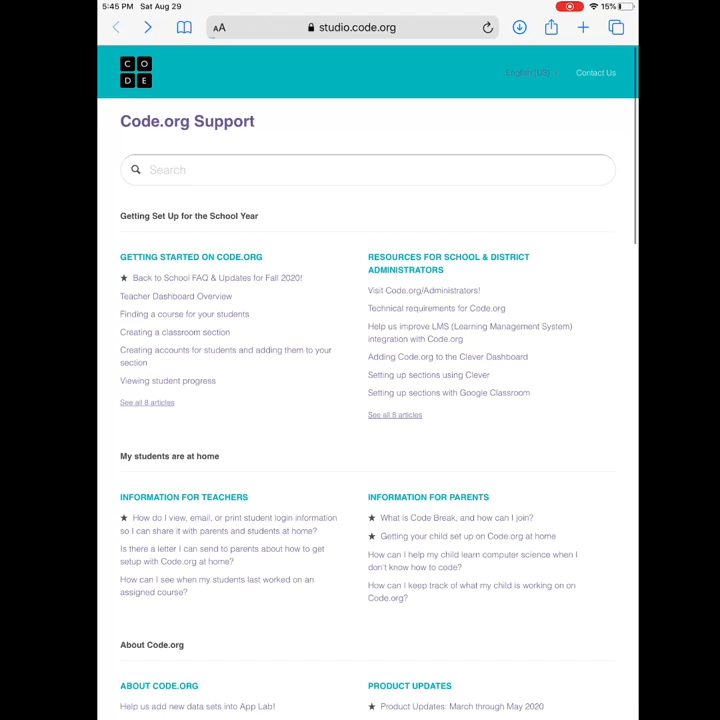 5:45 PM Sat Aug 29
15%
AA
studio.code.org
C O
D E
English (US)
Contact Us
Code.org Support
Search
Getting Set Up for the School Year
GETTING STARTED ON CODE.ORG
★ Back to School FAQ & Updates for Fall 2020!
Teacher Dashboard Overview
Finding a course for your students
Creating a classroom section
Creating accounts for students and adding them to your
section
Viewing student progress
See all 8 articles
RESOURCES FOR SCHOOL & DISTRICT
ADMINISTRATORS
Visit Code.org/Administrators!
Technical requirements for Code.org
Help us improve LMS (Learning Management System)
integration with Code.org
Adding Code.org to the Clever Dashboard
Setting up sections using Clever
Setting up sections with Google Classroom
See all 8 articles
My students are at home
INFORMATION FOR TEACHERS
★ How do I view, email, or print student login information
so I can share it with parents and students at home?
Is there a letter I can send to parents about how to get
setup with Code.org at home?
How can I see when my students last worked on an
assigned course?
INFORMATION FOR PARENTS
★ What is Code Break, and how can I join?
★ Getting your child set up on Code.org at home
How can I help my child learn computer science when I
don't know how to code?
How can I keep track of what my child is working on on
Code.org?
About Code.org
ABOUT CODE.ORG
Help us add new data sets into App Lab!
PRODUCT UPDATES
★ Product Updates: March through May 2020